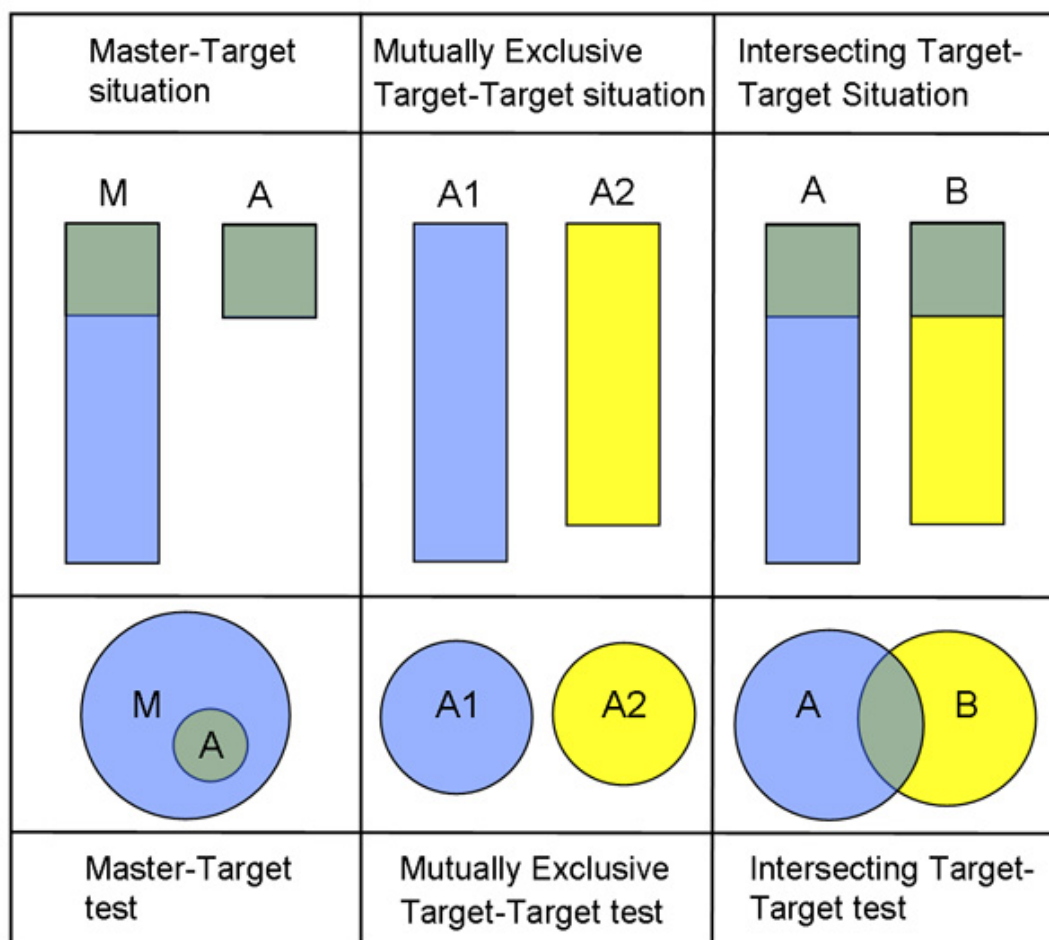 Master-Target
situation
Mutually Exclusive
Target-Target situation
Intersecting Target-
Target Situation
M
A
A1
A2
A
B
M
A
A1
A2
A
B
Master-Target
test
Mutually Exclusive
Target-Target test
Intersecting Target-
Target test